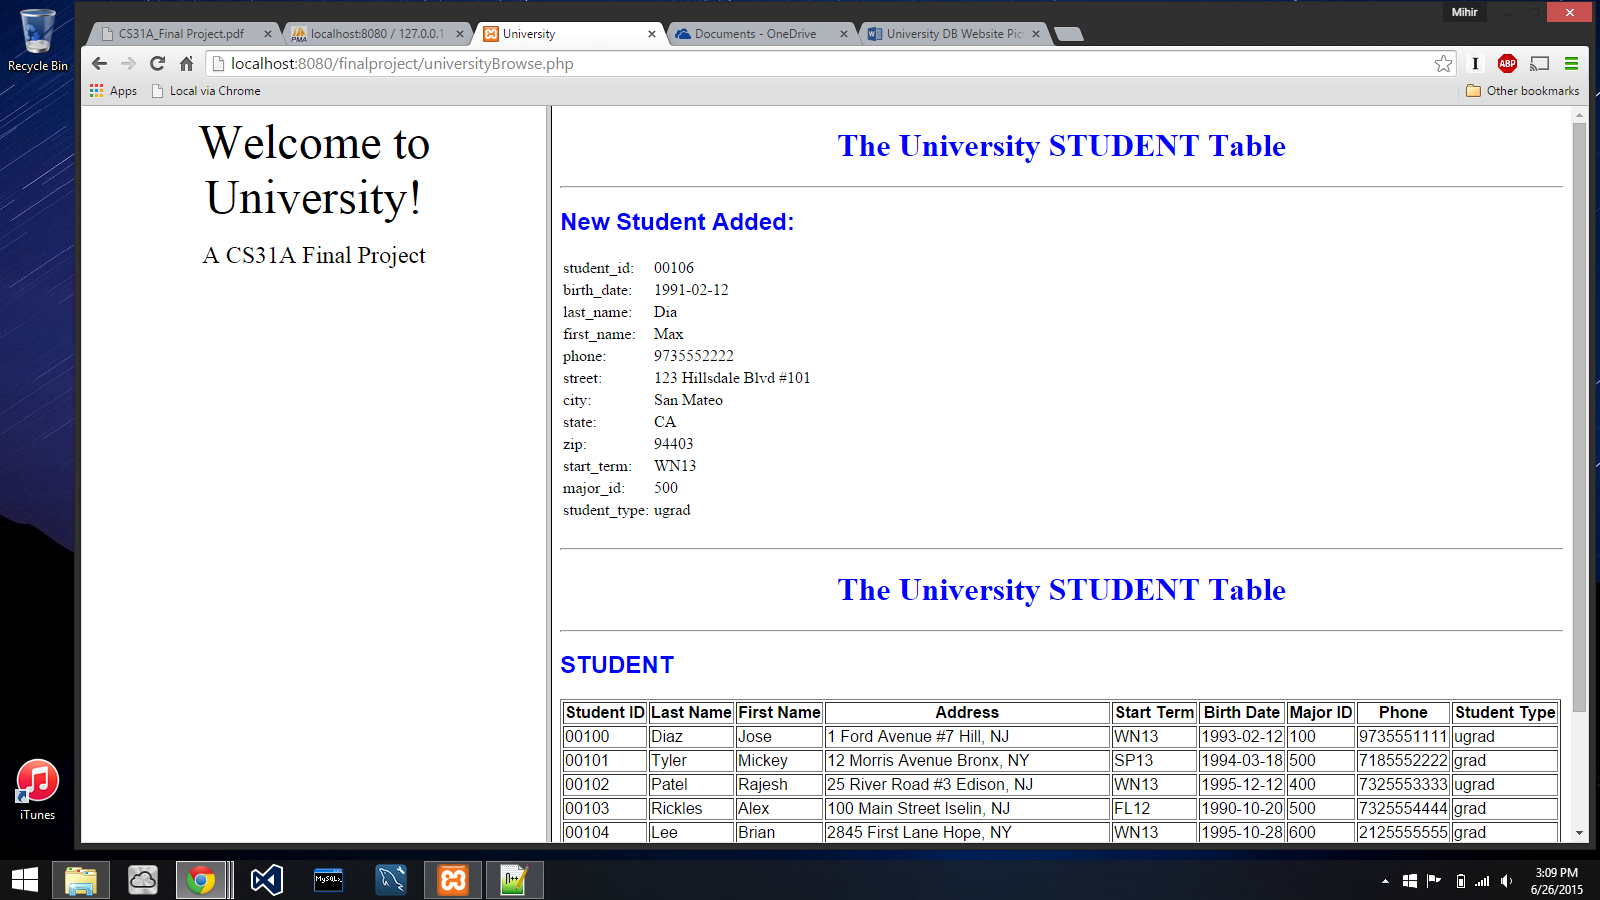 Recycle Bin
iTunes
Mihir
CS31A_Final Project.pdf
localhost:8080 / 127.0.0.1
University
Documents - OneDrive
University DB Website Pic
localhost:8080/finalproject/universityBrowse.php
ABP
Apps
Local via Chrome
Other bookmarks
Welcome to
University!
A CS31A Final Project
The University STUDENT Table
New Student Added:
student_id: 00106
birth_date: 1991-02-12
last_name: Dia
first_name: Max
phone: 9735552222
street: 123 Hillsdale Blvd #101
city: San Mateo
state: CA
zip: 94403
start_term: WN13
major_id: 500
student_type: ugrad
The University STUDENT Table
STUDENT
Student ID Last Name First Name Address Start Term Birth Date Major ID Phone Student Type
00100 Diaz Jose 1 Ford Avenue #7 Hill, NJ WN13 1993-02-12 100 9735551111 ugrad
00101 Tyler Mickey 12 Morris Avenue Bronx, NY SP13 1994-03-18 500 7185552222 grad
00102 Patel Rajesh 25 River Road #3 Edison, NJ WN13 1995-12-12 400 7325553333 ugrad
00103 Rickles Alex 100 Main Street Iselin, NJ FL12 1990-10-20 500 7325554444 grad
00104 Lee Brian 2845 First Lane Hope, NY WN13 1995-10-28 600 2125555555 grad
3:09 PM
6/26/2015